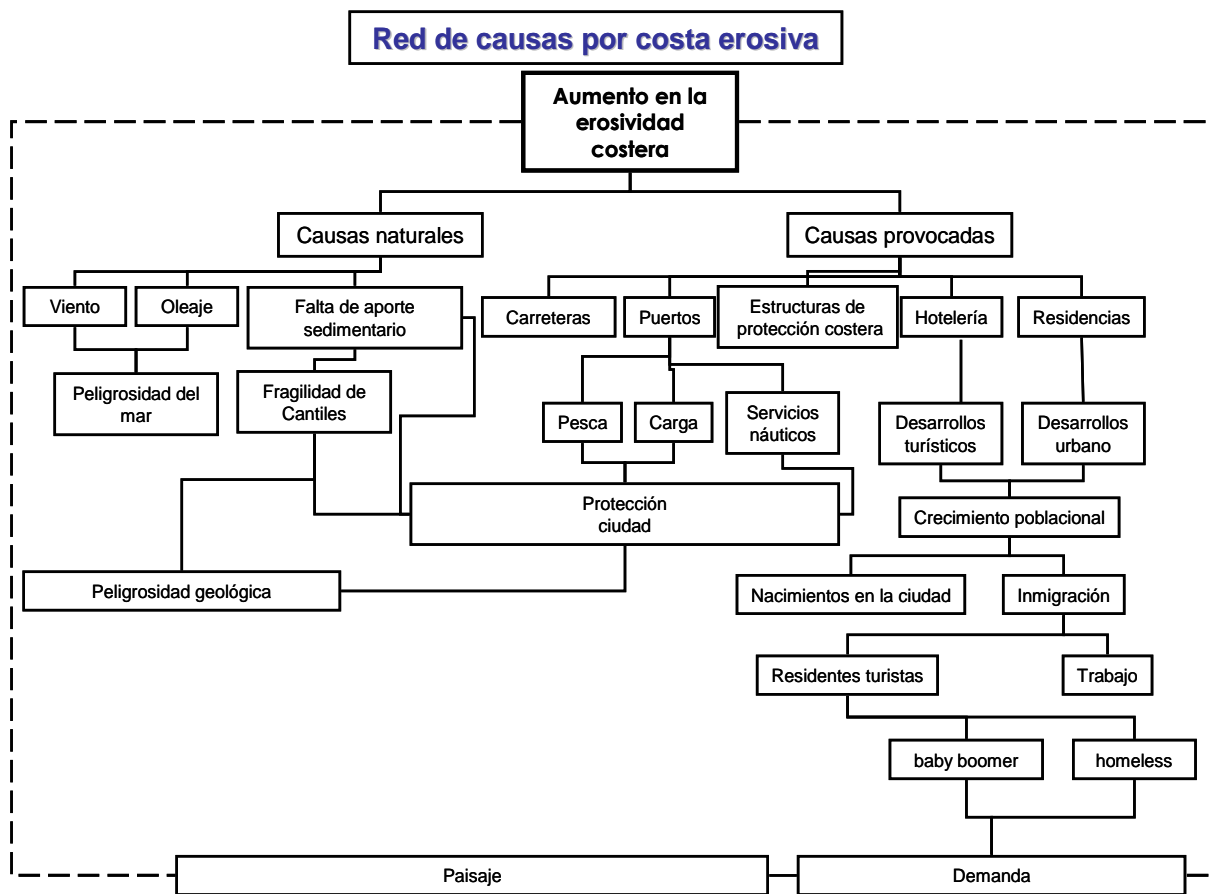 Red de causas por costa erosiva
Aumento en la
erosividad
costera
Causas naturales
Causas provocadas
Viento
Oleaje
Falta de aporte
sedimentario
Carreteras
Puertos
Estructuras de
protección costera
Hotelería
Residencias
Peligrosidad del
mar
Fragilidad de
Cantiles
Pesca
Carga
Servicios
náuticos
Desarrollos
turísticos
Desarrollos
urbano
Protección
ciudad
Crecimiento poblacional
Peligrosidad geológica
Nacimientos en la ciudad
Inmigración
Residentes turistas
Trabajo
baby boomer
homeless
Paisaje
Demanda